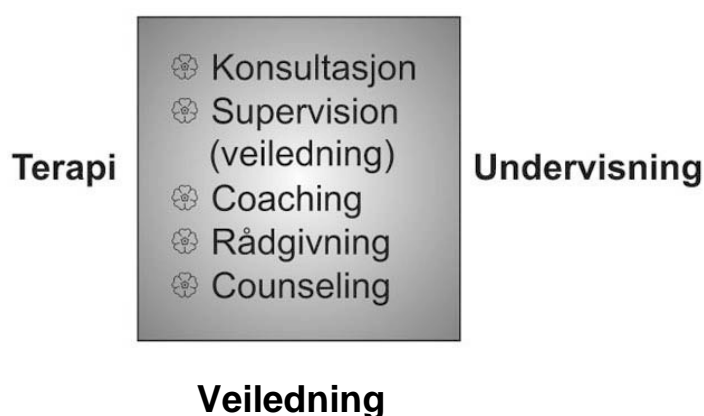 Konsultasjon
Supervision
(veiledning)
Terapi
Undervisning
Coaching
Rådgivning
Counseling
Veiledning